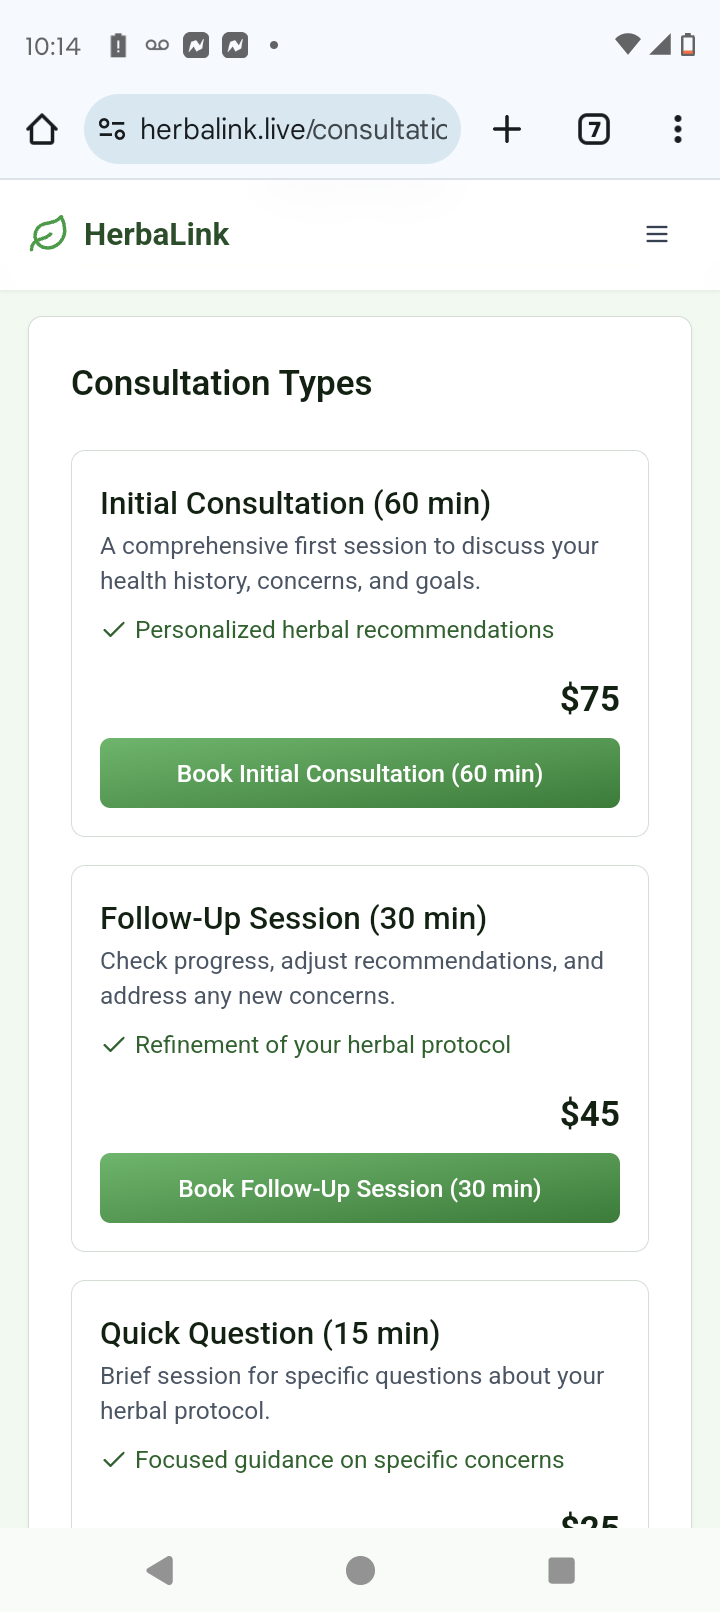 10:14
herbalink.live/consultatic
7
HerbaLink
Consultation Types
Initial Consultation (60 min)
A comprehensive first session to discuss your
health history, concerns, and goals.
Personalized herbal recommendations
$75
Book Initial Consultation (60 min)
Follow-Up Session (30 min)
Check progress, adjust recommendations, and
address any new concerns.
Refinement of your herbal protocol
$45
Book Follow-Up Session (30 min)
Quick Question (15 min)
Brief session for specific questions about your
herbal protocol.
Focused guidance on specific concerns
$25